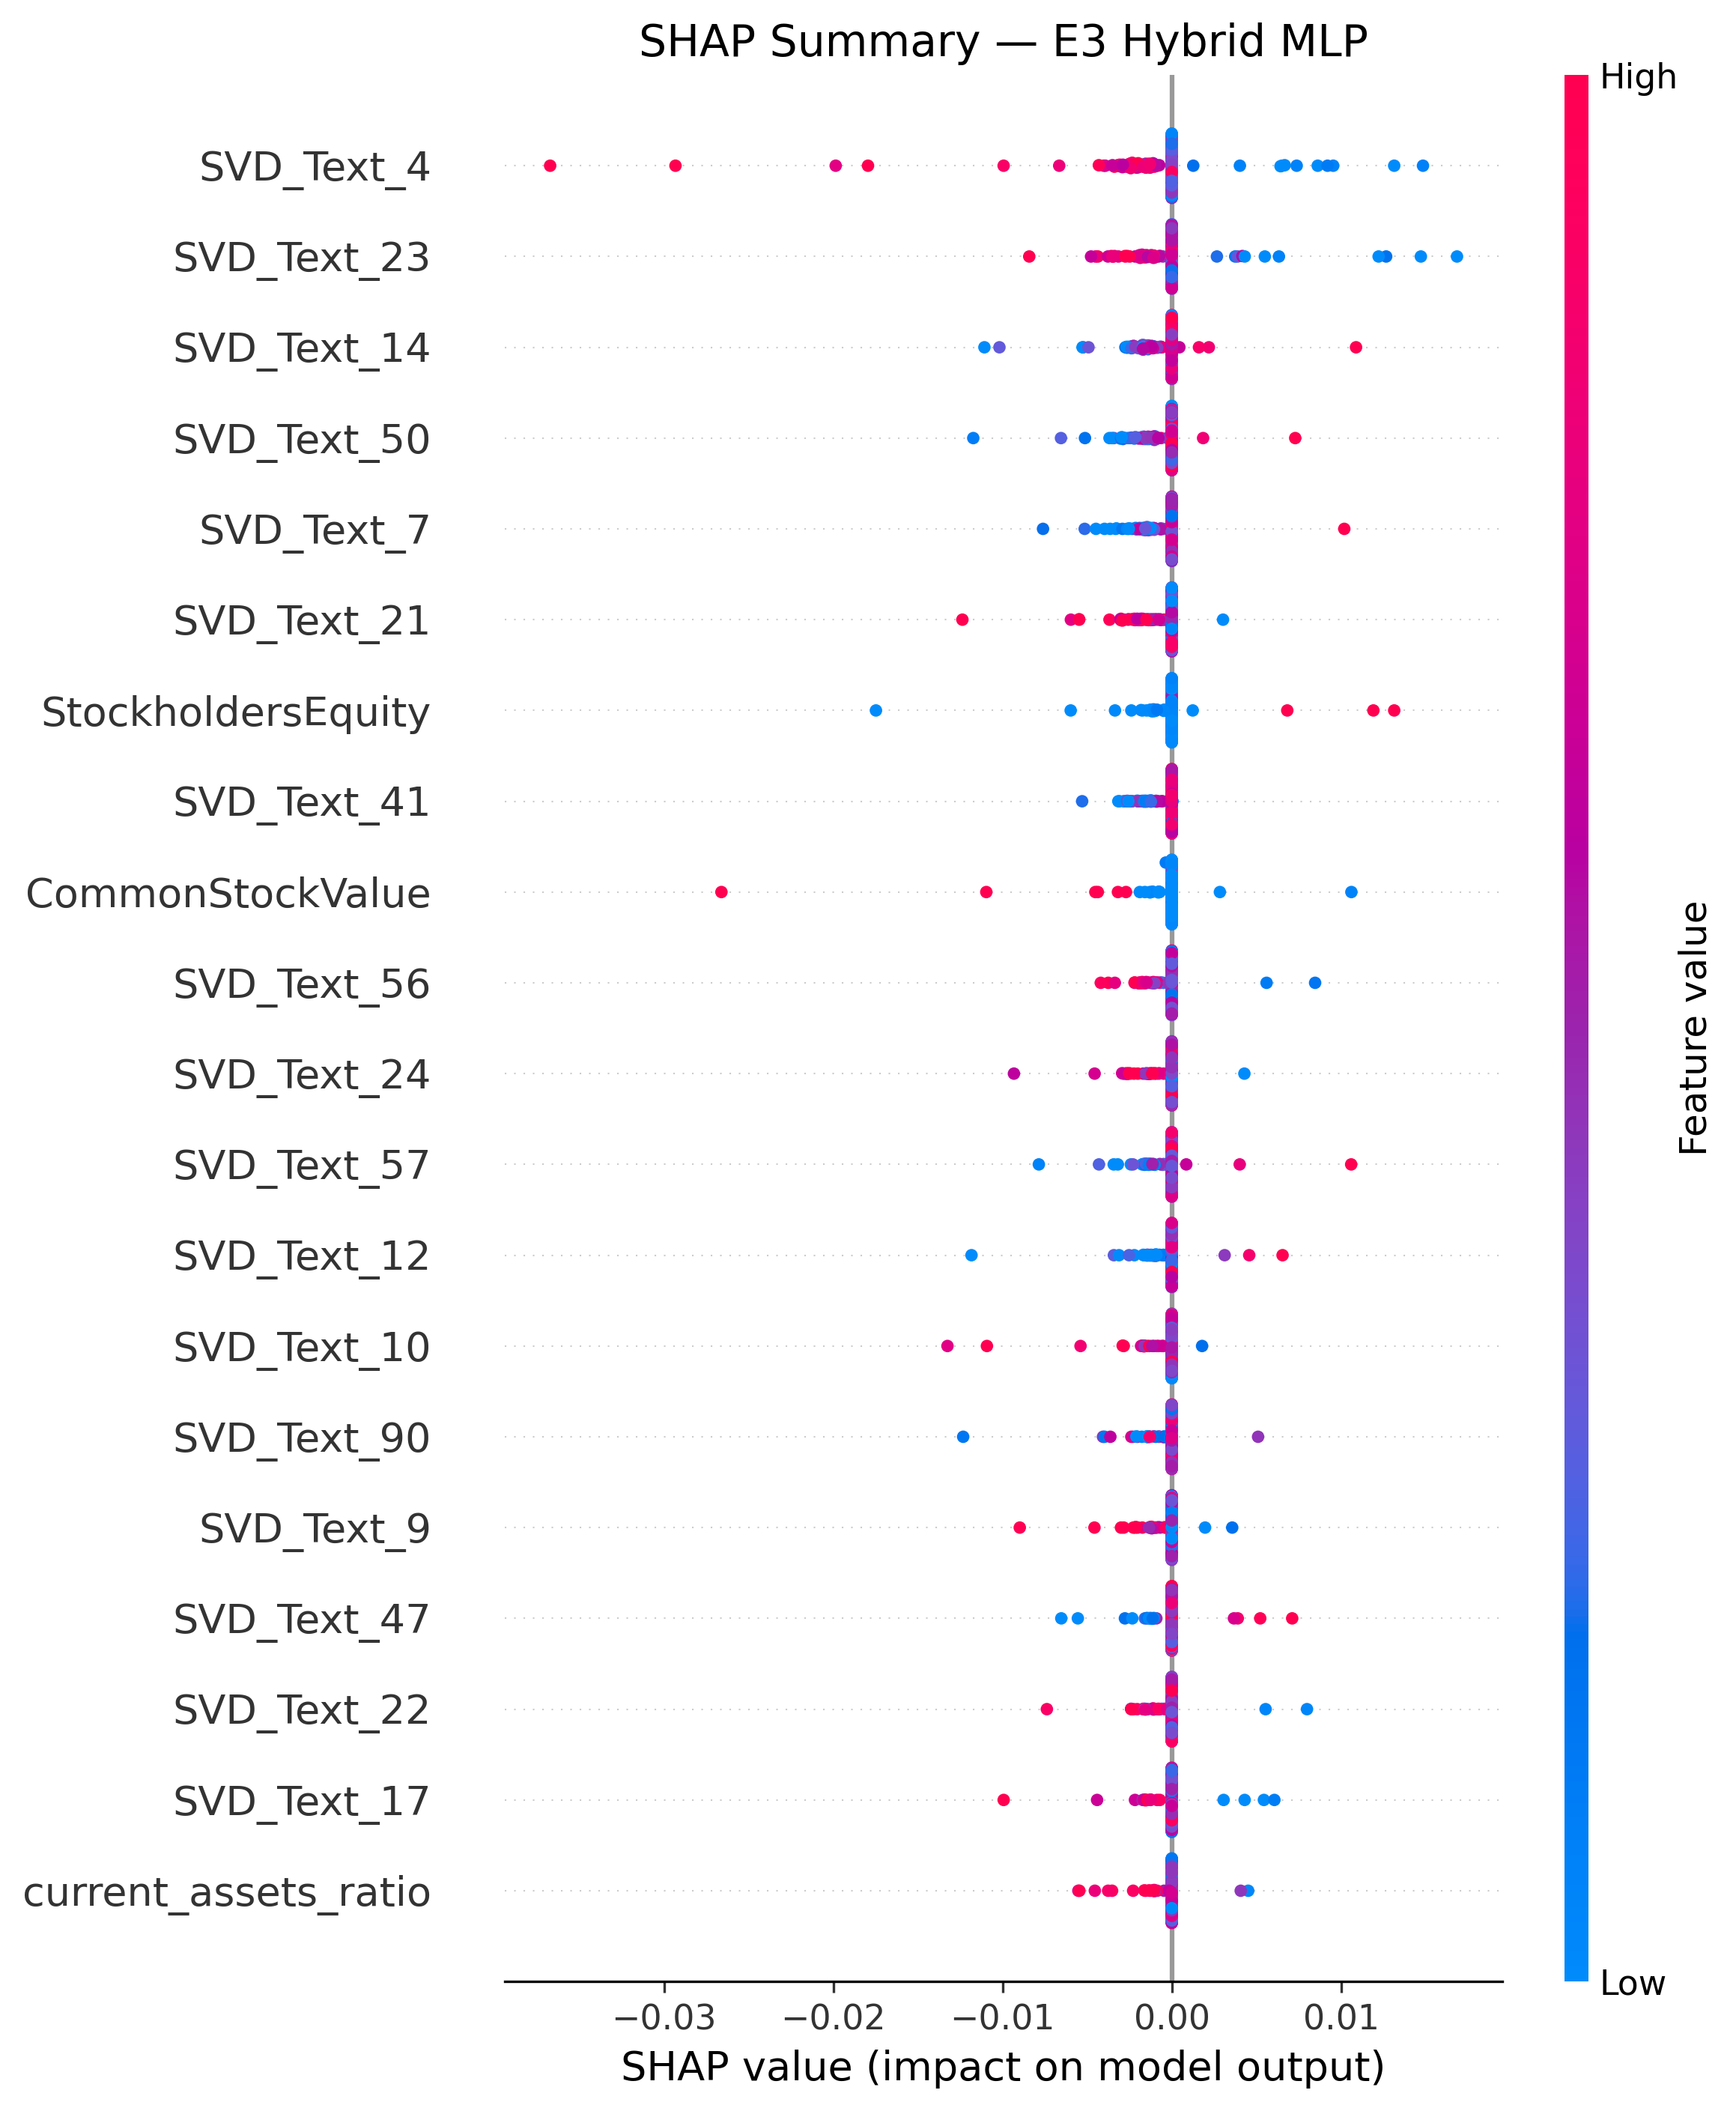 SHAP Summary — E3 Hybrid MLP
High
SVD_Text_4
SVD_Text_23
SVD_Text_14
SVD_Text_50
SVD_Text_7
SVD_Text_21
StockholdersEquity
SVD_Text_41
CommonStockValue
SVD_Text_56
SVD_Text_24
SVD_Text_57
SVD_Text_12
SVD_Text_10
SVD_Text_90
SVD_Text_9
SVD_Text_47
SVD_Text_22
SVD_Text_17
current_assets_ratio
Feature value
Low
−0.03 −0.02 −0.01 0.00 0.01
SHAP value (impact on model output)